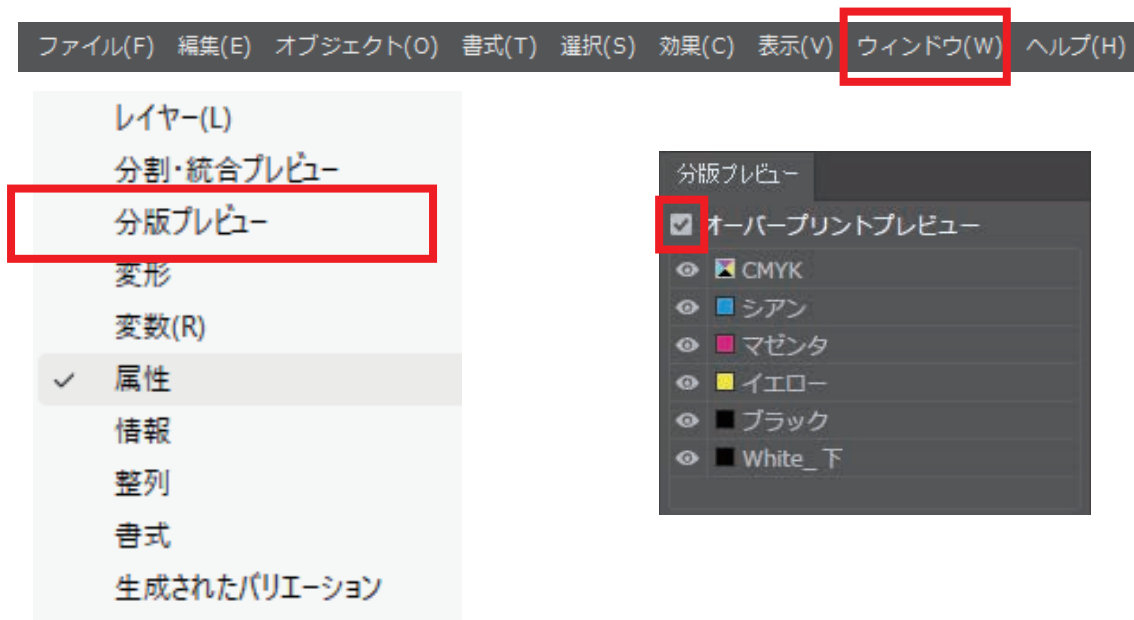 ファイル(F) 編集(E) オブジェクト(O) 書式(T) 選択(S) 効果(C) 表示(V) ウィンドウ(W) ヘルプ(H)
レイヤー(L)
分割・統合プレビュー
分版プレビュー
変形
変数(R)
属性
情報
整列
書式
生成されたバリエーション
分版プレビュー
オーバープリントプレビュー
CMYK
シアン
マゼンタ
イエロー
ブラック
White_下